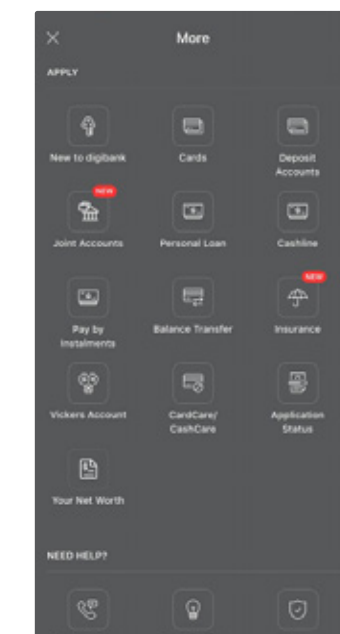 More
APPLY
New to digibank
Cards
Deposit
Accounts
NEW
Joint Accounts
Personal Loan
Cashline
NEW
Pay by
Instalments
Balance Transfer
Insurance
Vickers Account
CardCare/
CashCare
Application
Status
Your Net Worth
NEED HELP?